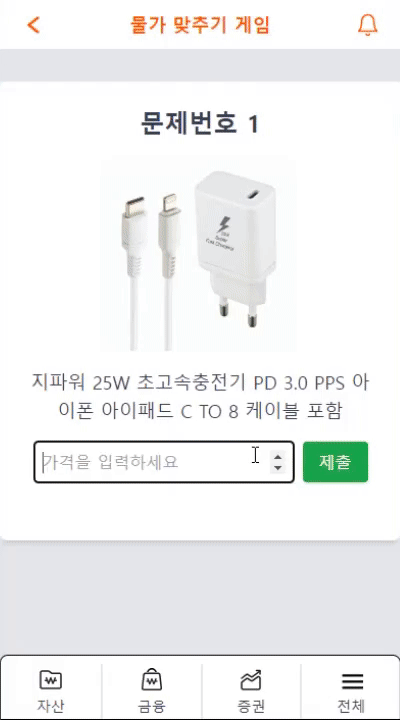 물가 맞추기 게임
문제번호 1
지파워 25W 초고속충전기 PD 3.0 PPS 아
이폰 아이패드 C TO 8 케이블 포함
가격을 입력하세요
제출
자산
금융
증권
전체